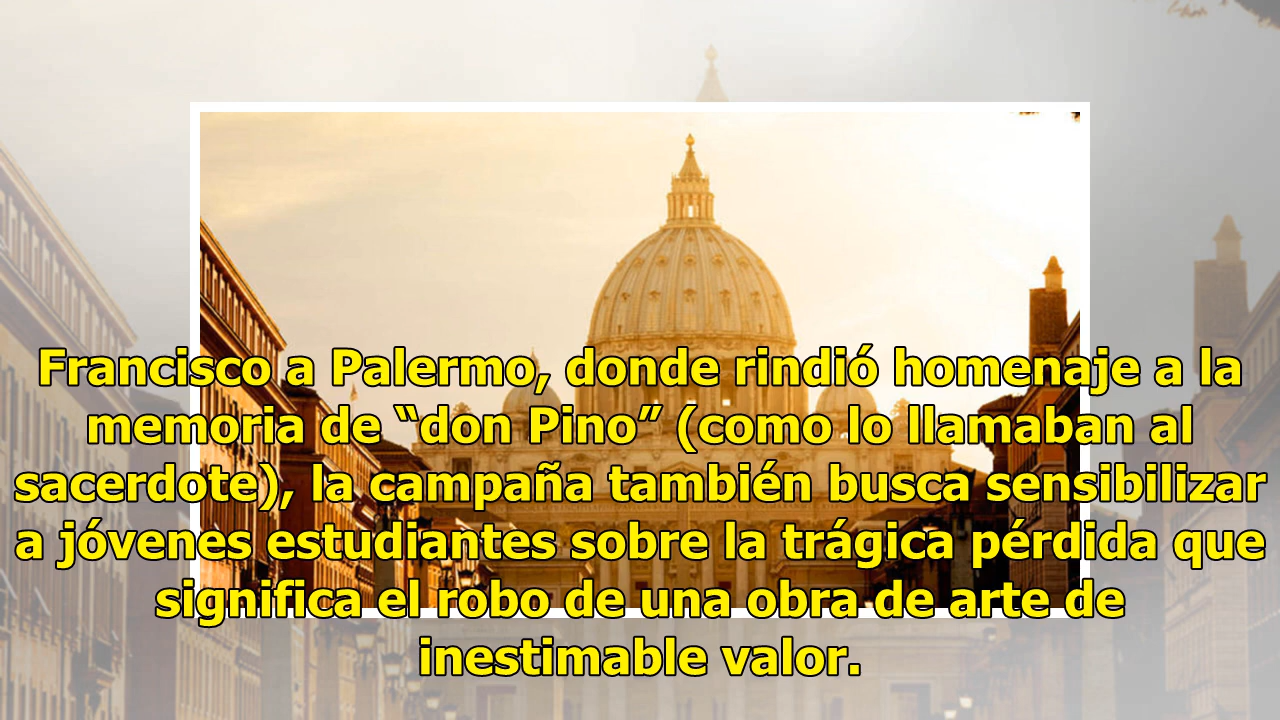 Francisco a Palermo, donde rindió homenaje a la
memoria de “don Pino” (como lo llamaban al
sacerdote), la campaña también busca sensibilizar
a jóvenes estudiantes sobre la trágica pérdida que
significa el robo de una obra de arte de
inestimable valor.